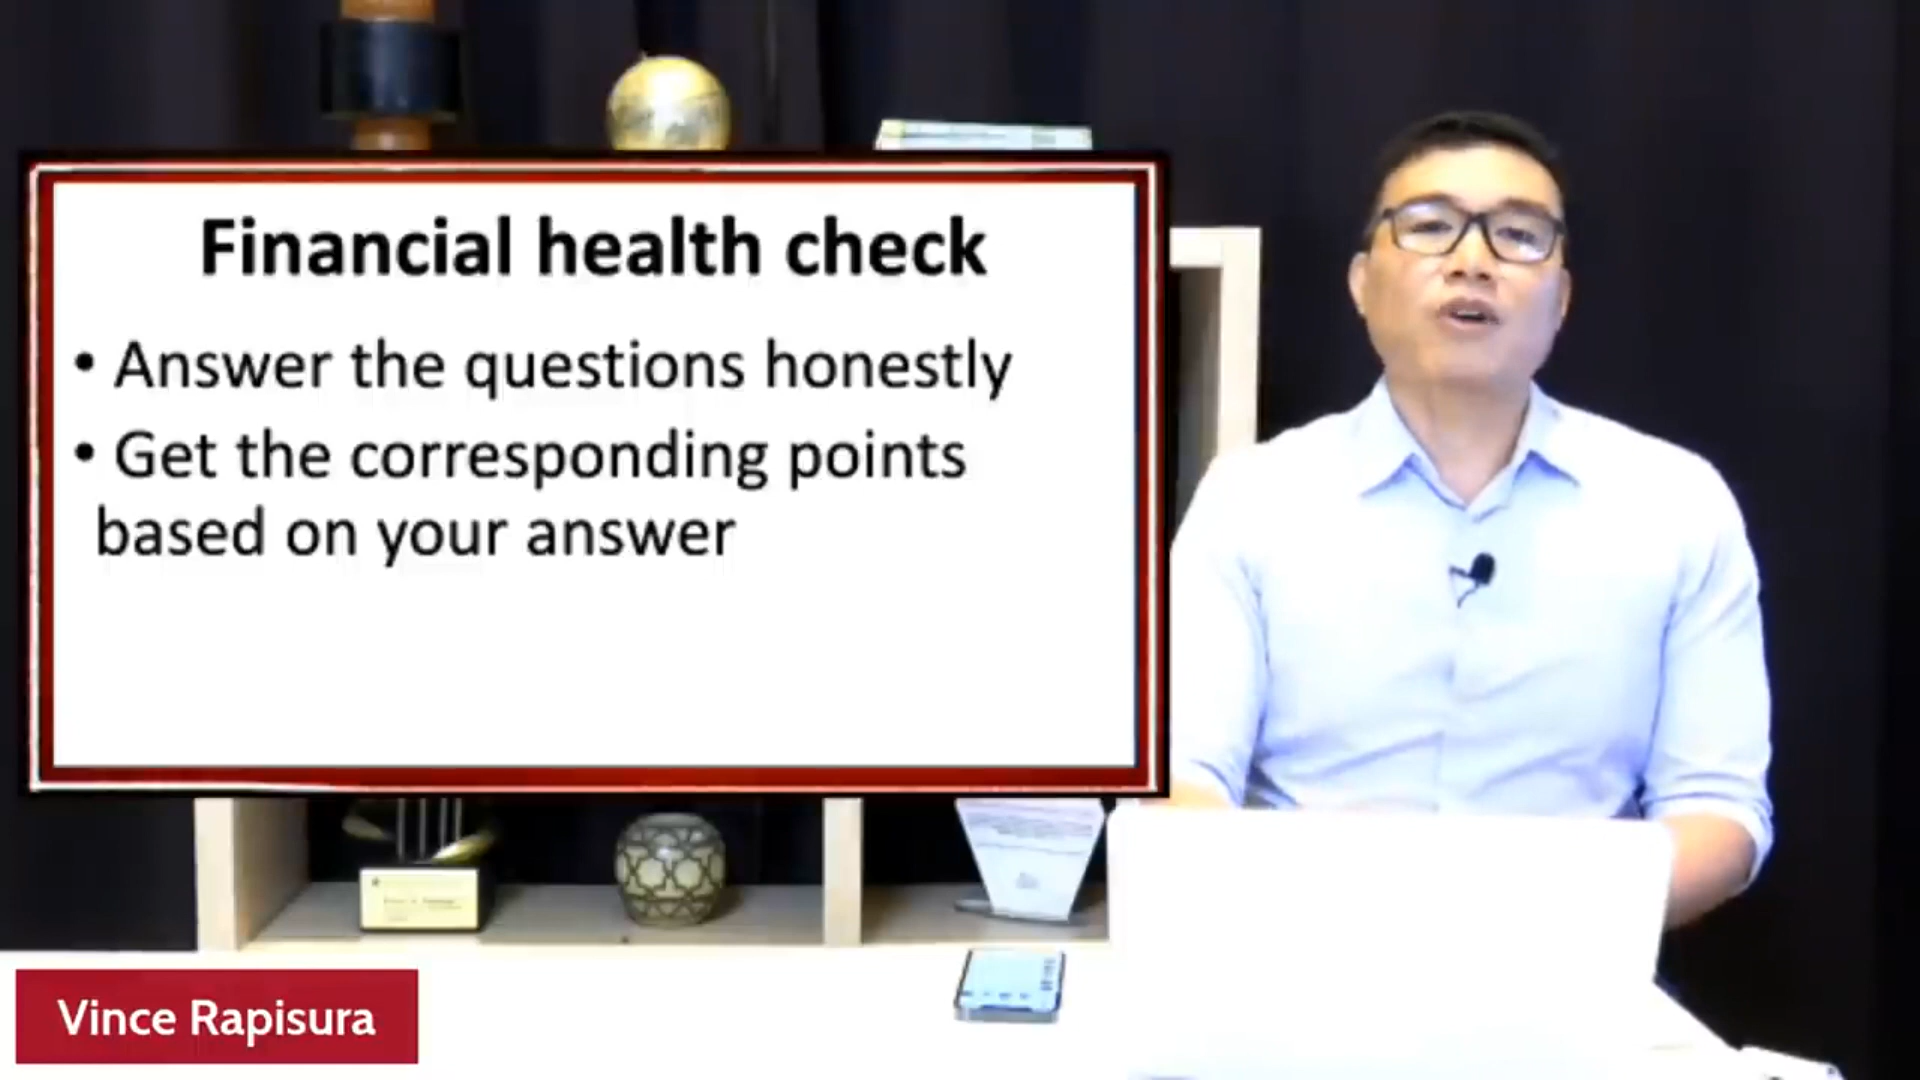 Financial health check
• Answer the questions honestly
• Get the corresponding points
based on your answer
Vince Rapisura